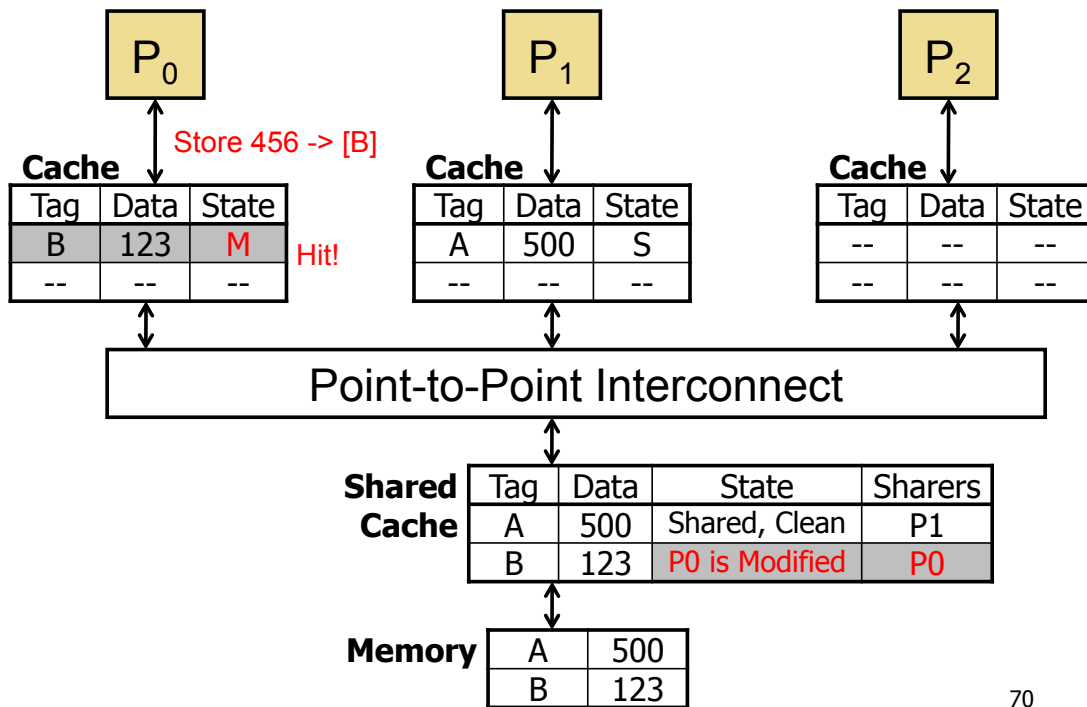 P0 P1 P2
Store 456 -> [B]
Cache Cache Cache
Tag Data State Tag Data State Tag Data State
B 123 M Hit! A 500 S -- -- --
-- -- -- -- -- -- -- -- --
Point-to-Point Interconnect
Shared Tag Data State Sharers
Cache A 500 Shared, Clean P1
B 123 P0 is Modified P0
Memory A 500
B 123
70